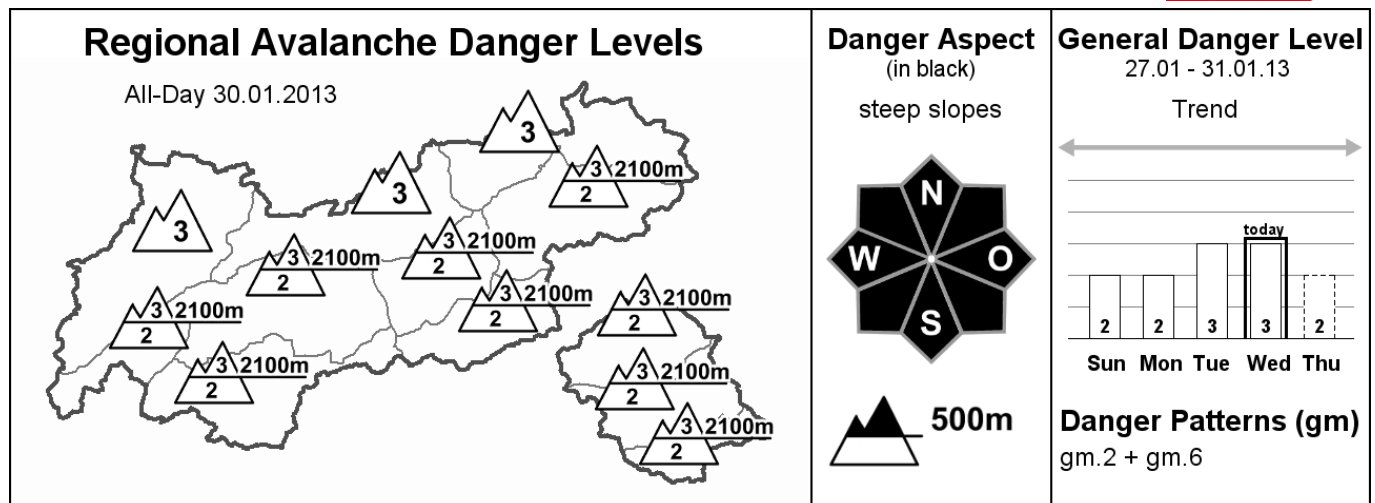 Regional Avalanche Danger Levels
All-Day 30.01.2013
3
3
3
3 2100m
2
3 2100m
2
3 2100m
2
3 2100m
2
3 2100m
2
3 2100m
2
3 2100m
2
3 2100m
2
3 2100m
2
Danger Aspect
(in black)
steep slopes
N
W O
S
500m
General Danger Level
27.01 - 31.01.13
Trend
today
2 2 3 3 2
Sun Mon Tue Wed Thu
Danger Patterns (gm)
gm.2 + gm.6